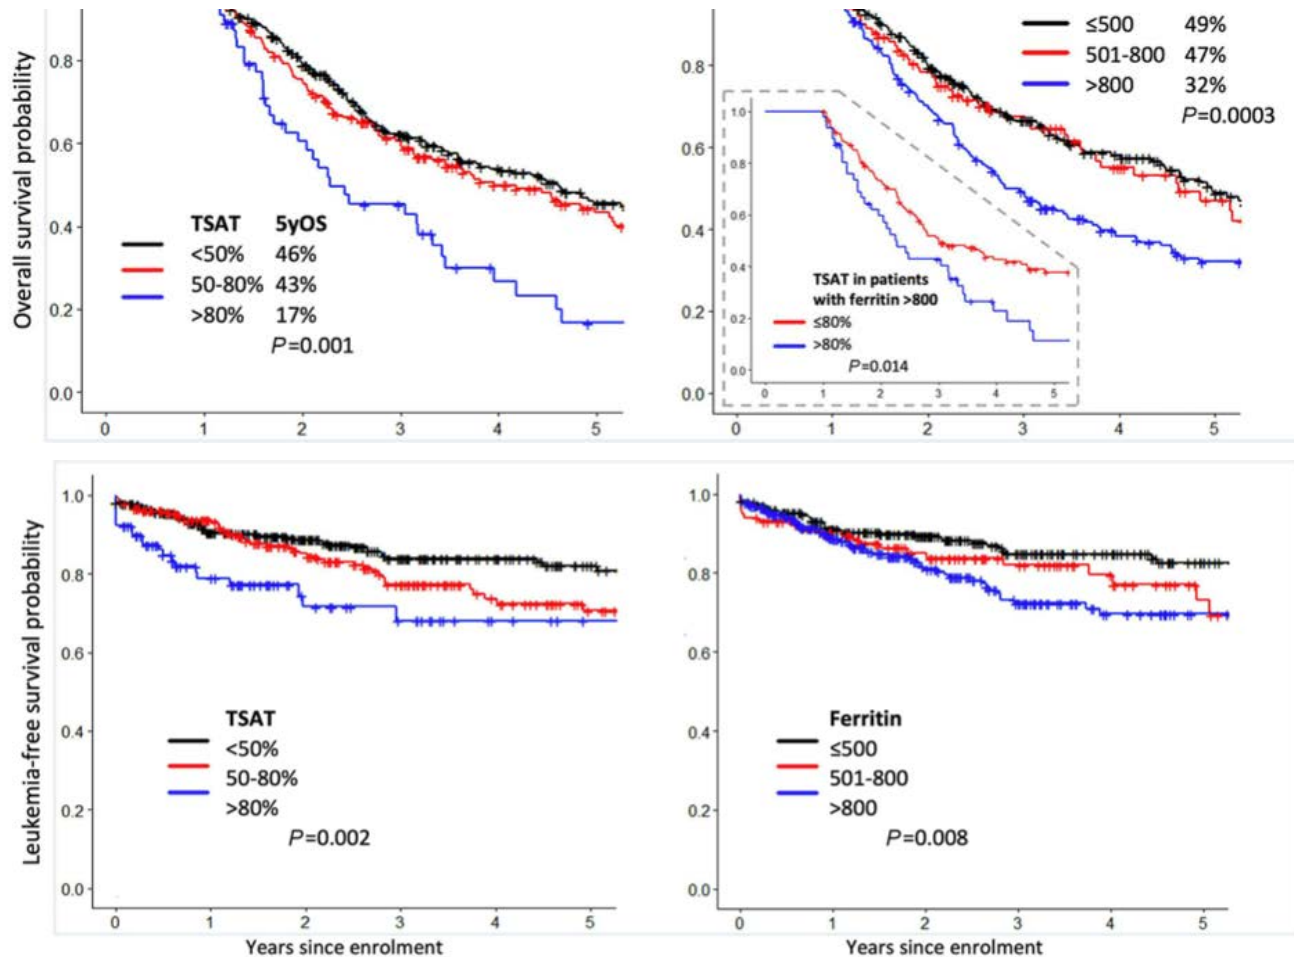 Overall survival probability
0.8
0.6
0.4
0.2
0.0
TSAT 5yOS
<50% 46%
50-80% 43%
>80% 17%
P=0.001
0 1 2 3 4 5
0.8
0.6
0.4
0.2
0.0
≤500 49%
501-800 47%
>800 32%
P=0.0003
1.0
0.8
0.6
0.4
0.2
0.0
TSAT in patients
with ferritin >800
≤80%
>80%
P=0.014
0 1 2 3 4 5
0 1 2 3 4 5
Leukemia-free survival probability
1.0
0.8
0.6
0.4
0.2
0.0
TSAT
<50%
50-80%
>80%
P=0.002
0 1 2 3 4 5
Years since enrolment
1.0
0.8
0.6
0.4
0.2
0.0
Ferritin
≤500
501-800
>800
P=0.008
0 1 2 3 4 5
Years since enrolment